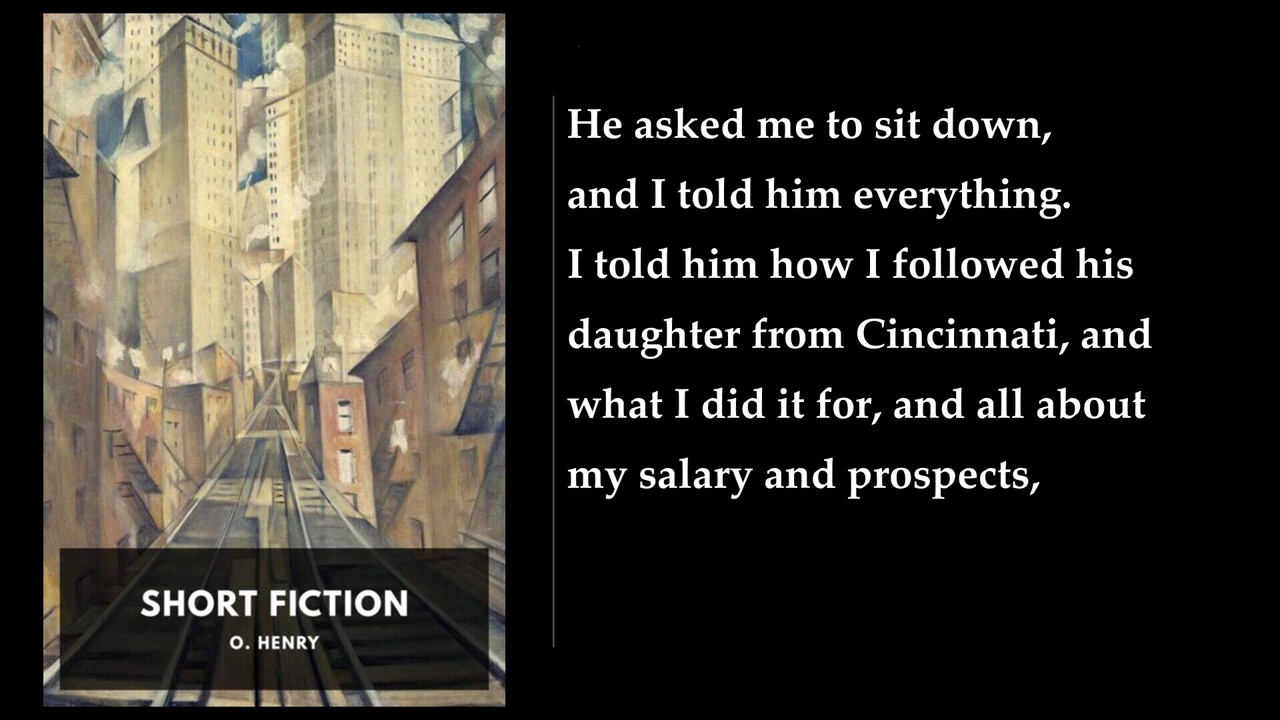 SHORT FICTION
O. HENRY
He asked me to sit down,
and I told him everything.
I told him how I followed his
daughter from Cincinnati, and
what I did it for, and all about
my salary and prospects,